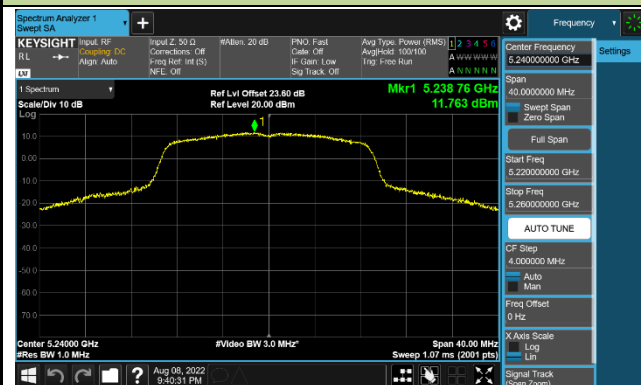 Spectrum Analyzer 1
Swept SA
Frequency
KEYSIGHT
Input: RF
Coupling: DC
Align: Auto
Input Z: 50 Ω
Corrections: Off
Freq Ref: Int (S)
NFE: Off
#Atten: 20 dB
PNO: Fast
Gate: Off
IF Gain: Low
Sig Track: Off
Avg Type: Power (RMS)
Avg|Hold: 100/100
Trig: Free Run
1 2 3 4 5 6
A W W W W W
A N N N N N
RL
LXI
1 Spectrum
Scale/Div 10 dB
Log
Ref Lvl Offset 23.60 dB
Ref Level 20.00 dBm
Mkr1 5.238 76 GHz
11.763 dBm
1
10.0
0.00
10.0
20.0
30.0
40.0
-50.0
-60.0
70.0
Center 5.24000 GHz
#Res BW 1.0 MHz
#Video BW 3.0 MHz*
Span 40.00 MHz
Sweep 1.07 ms (2001 pts)
Center Frequency
5.240000000 GHz
Span
40.0000000 MHz
Swept Span
Zero Span
Full Span
Start Freq
5.220000000 GHz
Stop Freq
5.260000000 GHz
AUTO TUNE
CF Step
4.000000 MHz
Auto
Man
Freq Offset
0 Hz
X Axis Scale
Log
Lin
Signal Track
(Span Zoom)
Settings
?
Aug 08, 2022
9:40:31 PM